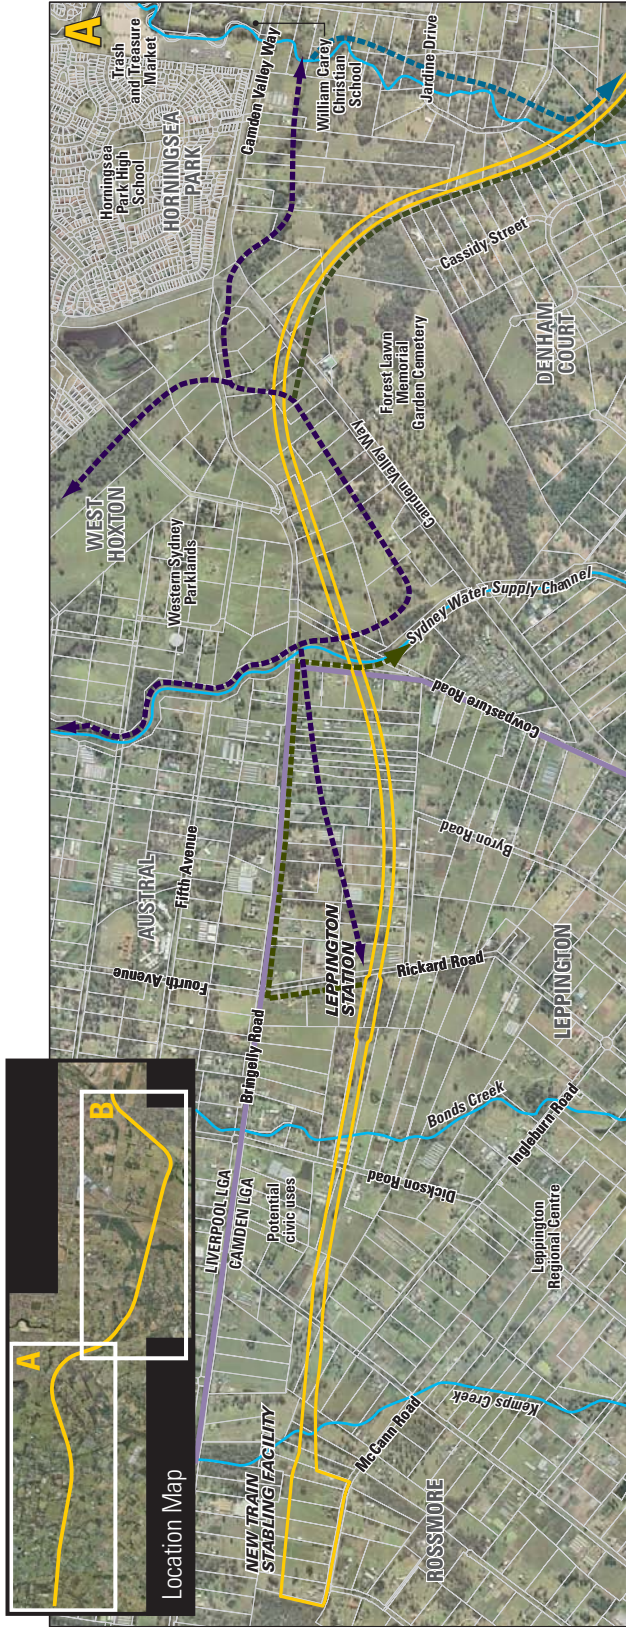 A
B
Location Map
A
Trash
and Treasure
Market
Horningsea
Park High
School
HORNINGSEA
PARK
Camden Valley Way
William Carey
Christian
School
Jardine Drive
Cassidy Street
DENHAM
COURT
Forest Lawn
Memorial
Garden Cemetery
Camden Valley Way
WEST
HOXTON
Western Sydney
Parklands
Sydney Water Supply Channel
Cowpasture Road
AUSTRAL
Fifth Avenue
Fourth Avenue
Byron Road
LEPPINGTON
STATION
Rickard Road
LEPPINGTON
Bringelly Road
Bonds Creek
Ingleburn Road
LIVERPOOL LGA
CAMDEN LGA
Potential
civic uses
Dickson Road
Leppington
Regional Centre
Kemps Creek
McCann Road
NEW TRAIN
STABLING FACILITY
ROSSMORE